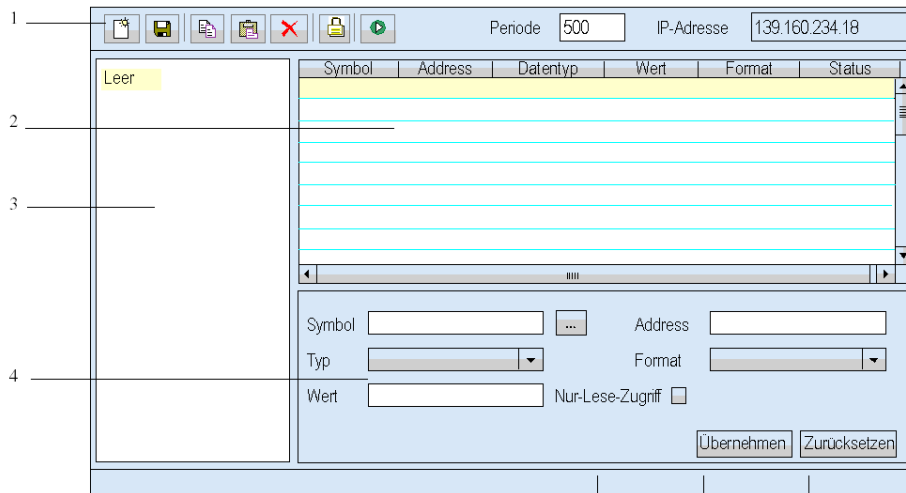 1
Periode 500 IP-Adresse 139.160.234.18
Leer
Symbol Address Datentyp Wert Format Status
2
3
Symbol ... Address
Typ Format
4
Wert Nur-Lese-Zugriff
Übernehmen Zurücksetzen